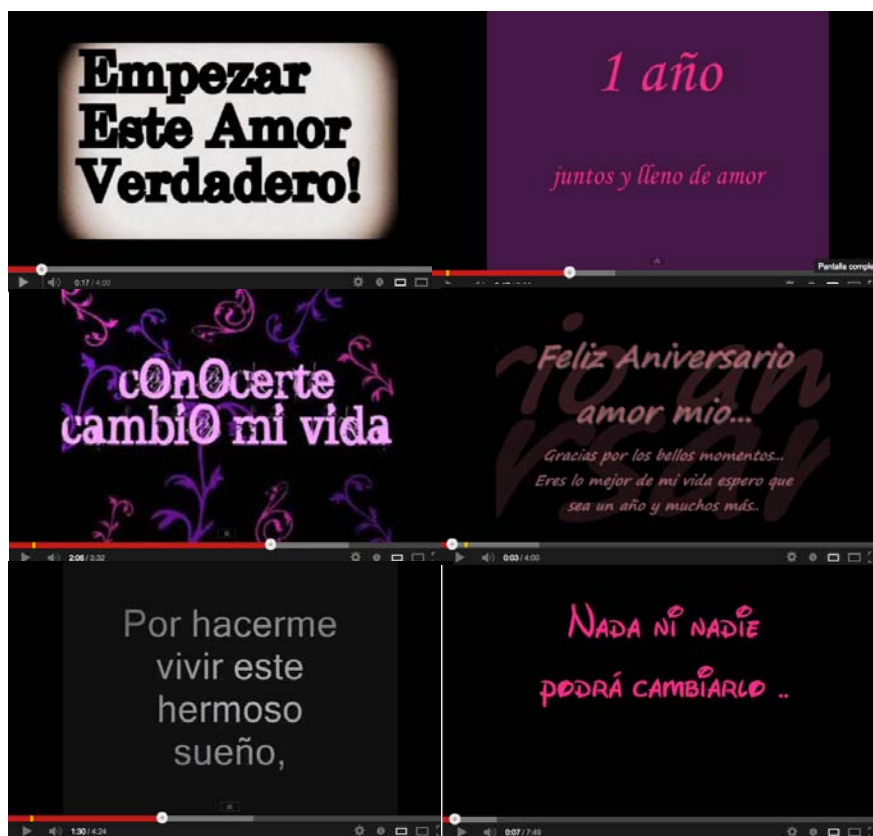 Empezar
Este Amor
Verdadero!
0:17 / 4:00
1 año
juntos y lleno de amor
Pantalla comple
cOnOcerte
cambiO mi vida
2:06 / 3:32
Feliz Aniversario
amor mio...
Gracias por los bellos momentos...
Eres lo mejor de mi vida espero que
sea un año y muchos más..
0:03 / 4:00
Por hacerme
vivir este
hermoso
sueño,
1:30 / 4:24
Nada ni nadie
podrá cambiarlo ..
0:07 / 7:49